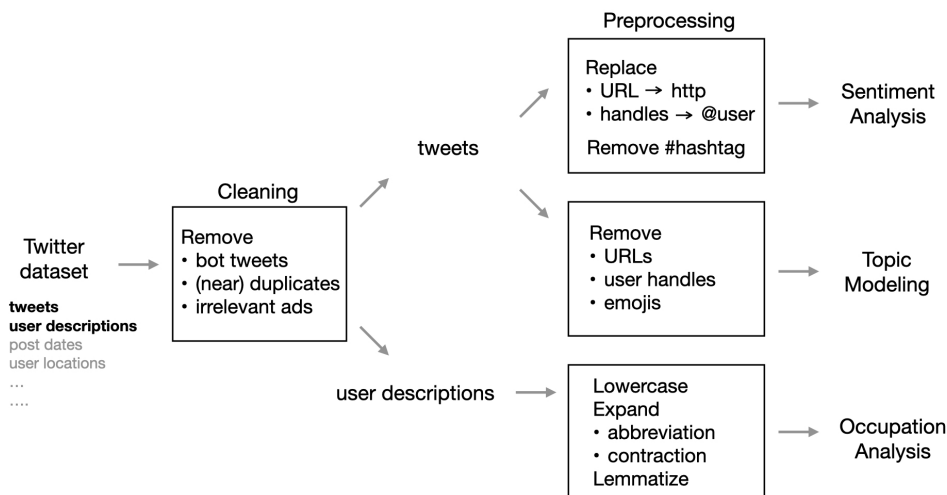 Preprocessing
Replace
• URL → http
• handles → @user
Remove #hashtag
Sentiment
Analysis
tweets
Cleaning
Remove
• bot tweets
• (near) duplicates
• irrelevant ads
Twitter
dataset
tweets
user descriptions
post dates
user locations
...
....
Remove
• URLs
• user handles
• emojis
Topic
Modeling
user descriptions
Lowercase
Expand
• abbreviation
• contraction
Lemmatize
Occupation
Analysis